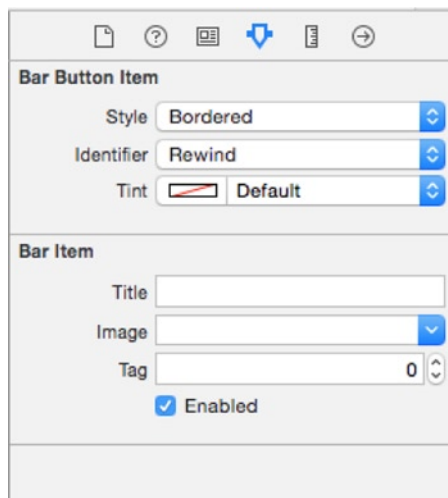 Bar Button Item
Style Bordered
Identifier Rewind
Tint Default
Bar Item
Title
Image
Tag 0
Enabled